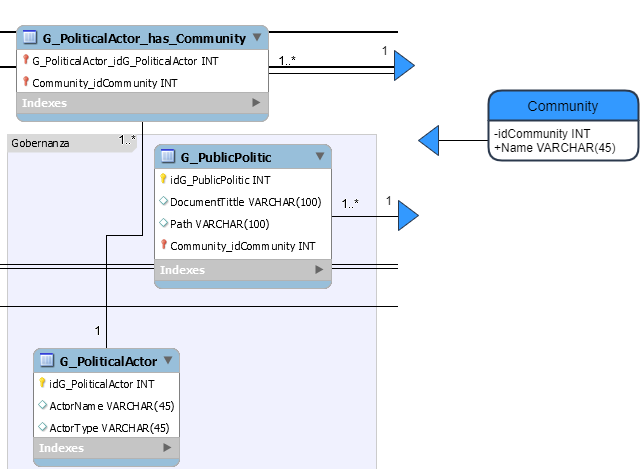 G_PoliticalActor_has_Community
G_PoliticalActor_idG_PoliticalActor INT
Community_idCommunity INT
Indexes
1..*
1
Community
-idCommunity INT
+Name VARCHAR(45)
Gobernanza
1..*
G_PublicPolitic
idG_PublicPolitic INT
DocumentTittle VARCHAR(100)
Path VARCHAR(100)
Community_idCommunity INT
Indexes
1..*
1
1
G_PoliticalActor
idG_PoliticalActor INT
ActorName VARCHAR(45)
ActorType VARCHAR(45)
Indexes